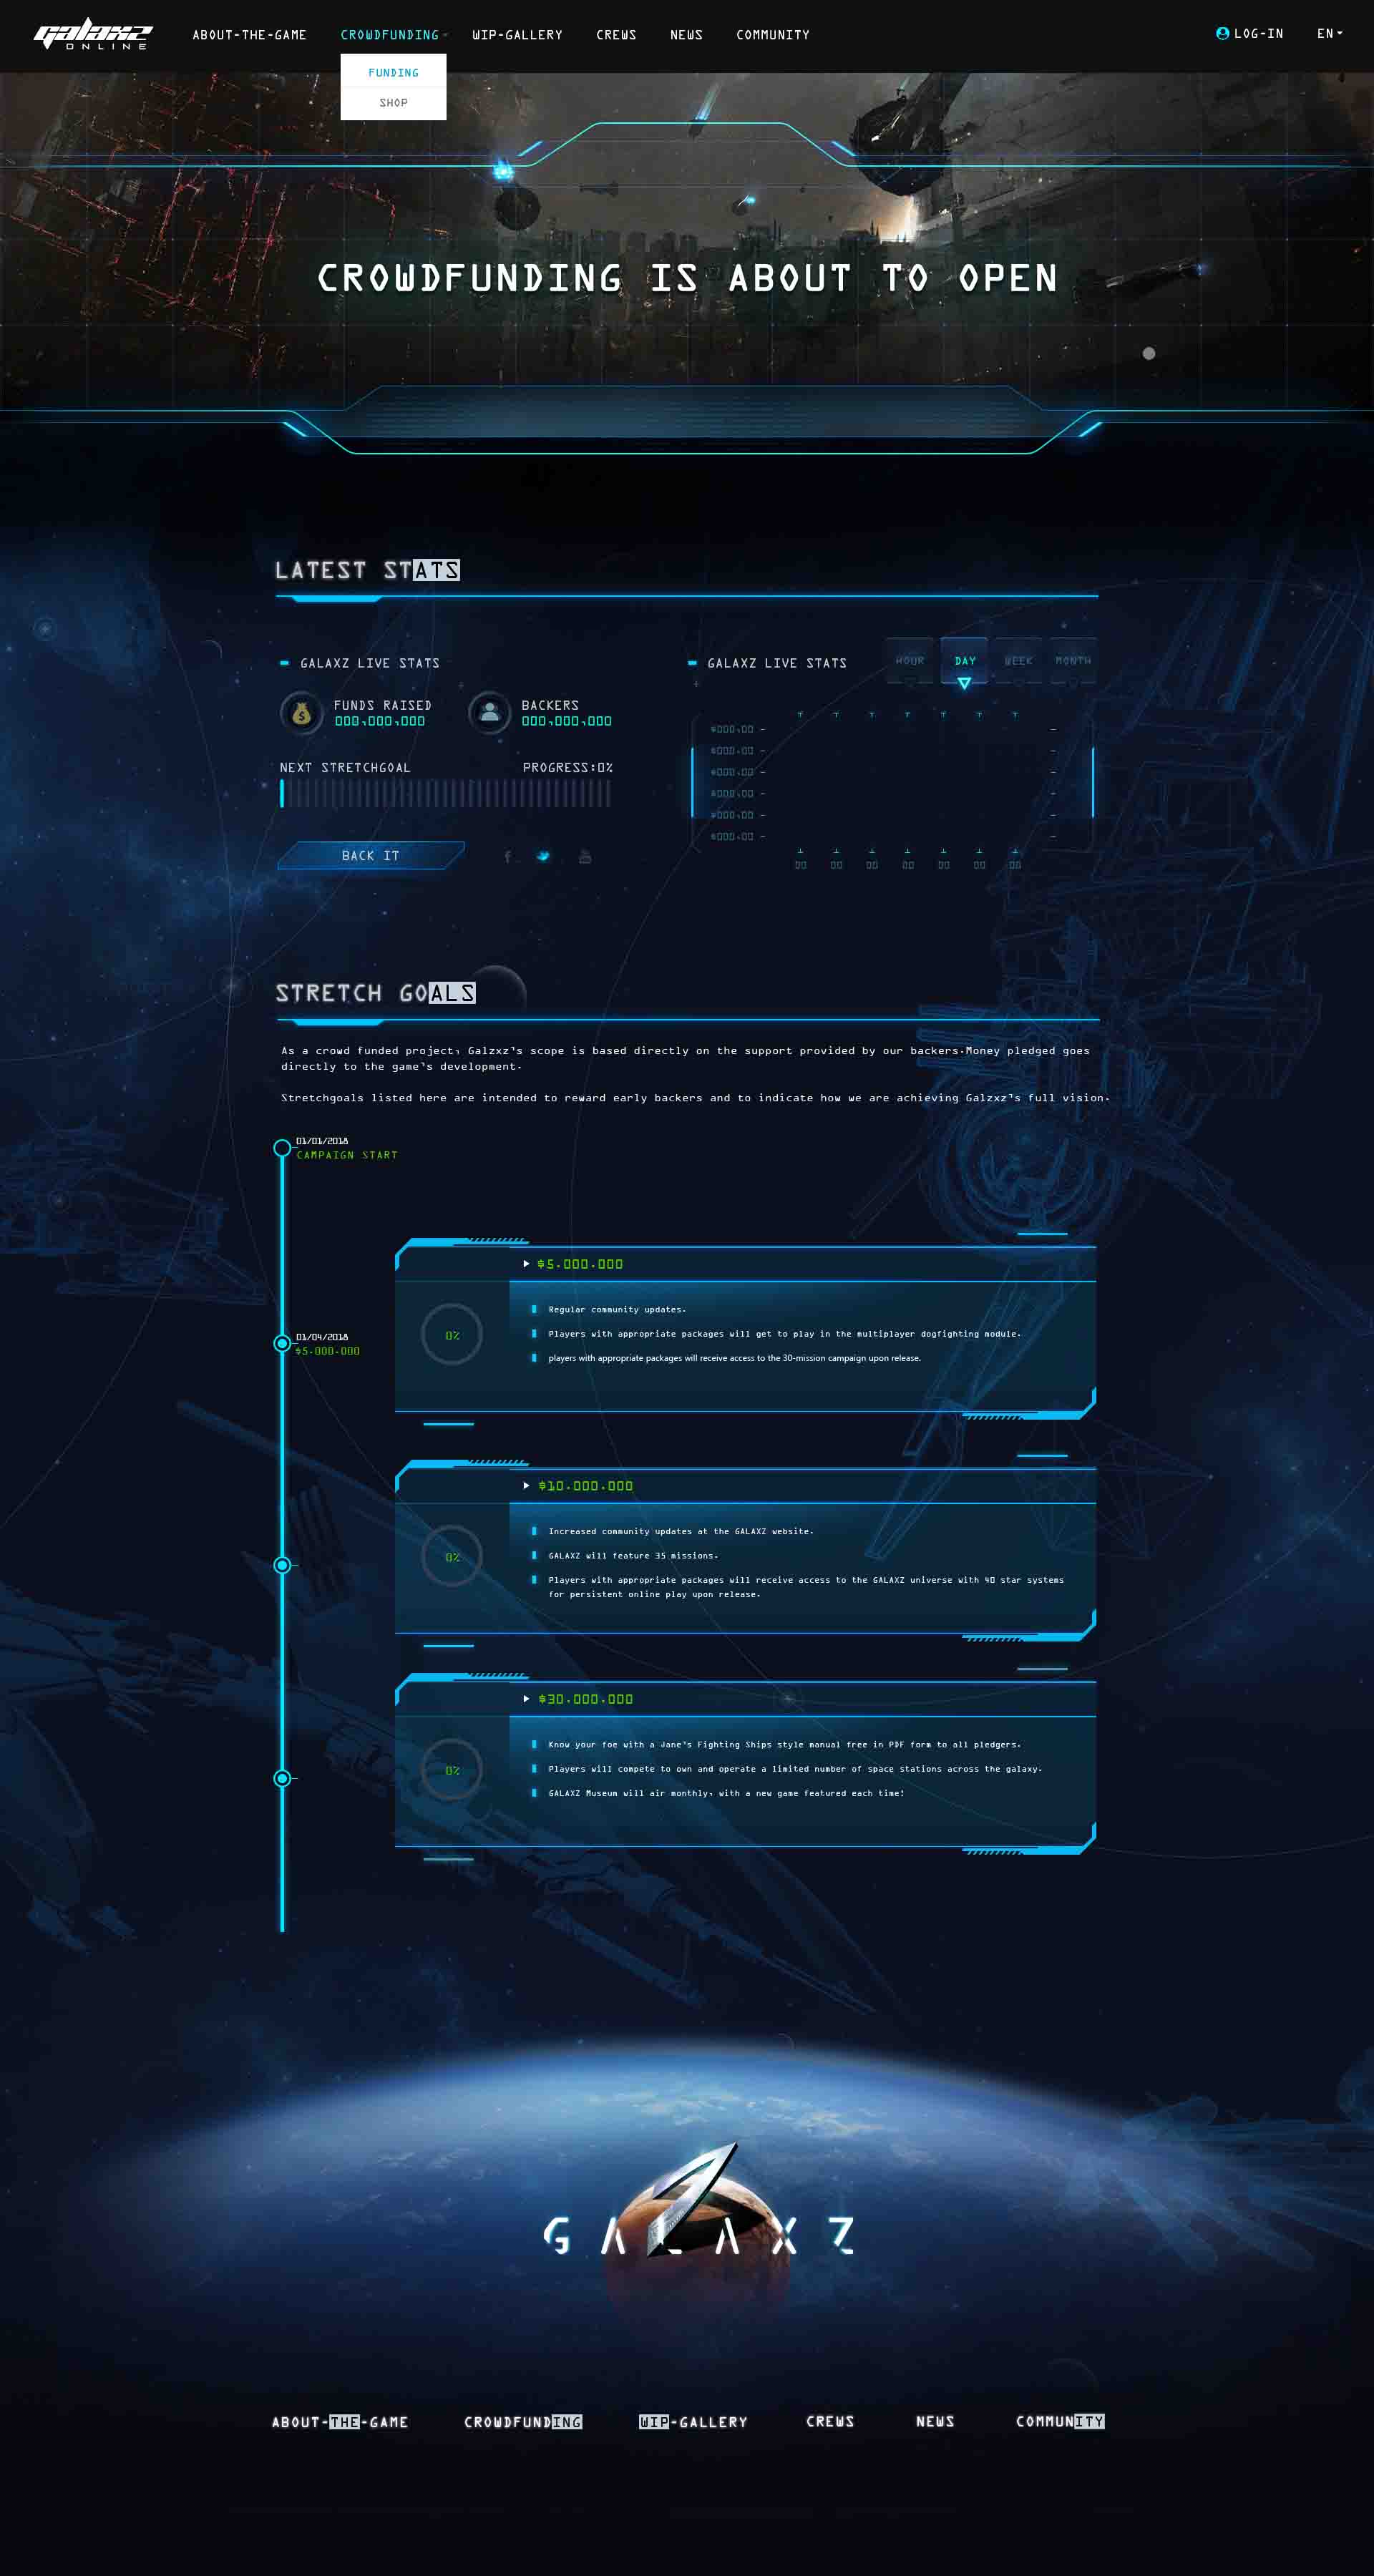 galaxz
ONLINE
ABOUT-THE-GAME
CROWDFUNDING
WIP-GALLERY
CREWS
NEWS
COMMUNITY
LOG-IN
EN
FUNDING
SHOP
CROWDFUNDING IS ABOUT TO OPEN
LATEST STATS
GALAXZ LIVE STATS
FUNDS RAISED
000,000,000
BACKERS
000,000,000
NEXT STRETCHGOAL
PROGRESS:0%
BACK IT
GALAXZ LIVE STATS
HOUR
DAY
WEEK
MONTH
$000,00
$000,00
$000,00
$000,00
$000,00
$000,00
00 00 00 00 00 00 00
STRETCH GOALS
As a crowd funded project, Galzxz's scope is based directly on the support provided by our backers.Money pledged goes
directly to the game's development.
Stretchgoals listed here are intended to reward early backers and to indicate how we are achieving Galzxz's full vision.
01/01/2018
CAMPAIGN START
01/04/2018
$5.000.000
$5.000.000
0%
Regular community updates.
Players with appropriate packages will get to play in the multiplayer dogfighting module.
players with appropriate packages will receive access to the 30-mission campaign upon release.
$10.000.000
0%
Increased community updates at the GALAXZ website.
GALAXZ will feature 35 missions.
Players with appropriate packages will receive access to the GALAXZ universe with 40 star systems
for persistent online play upon release.
$30.000.000
0%
Know your foe with a Jane's Fighting Ships style manual free in PDF form to all pledgers.
Players will compete to own and operate a limited number of space stations across the galaxy.
GALAXZ Museum will air monthly, with a new game featured each time!
GALAXZ
ABOUT-THE-GAME
CROWDFUNDING
WIP-GALLERY
CREWS
NEWS
COMMUNITY